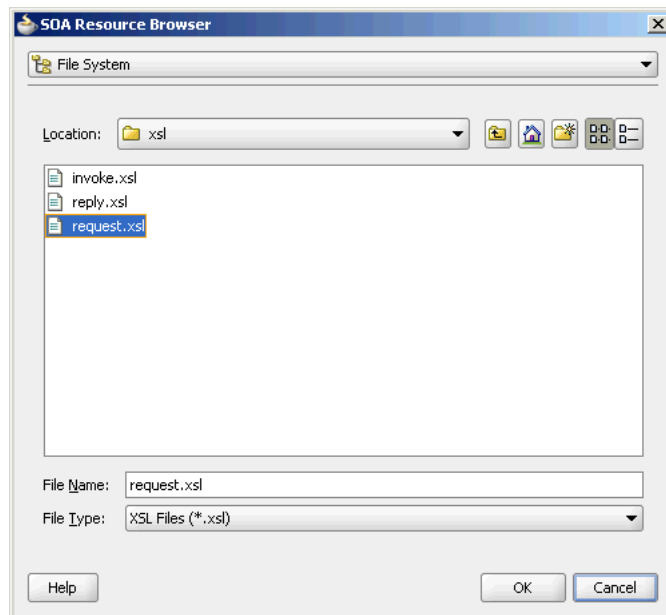 SOA Resource Browser
File System
Location: xsl
invoke.xsl
reply.xsl
request.xsl
File Name: request.xsl
File Type: XSL Files (*.xsl)
Help OK Cancel